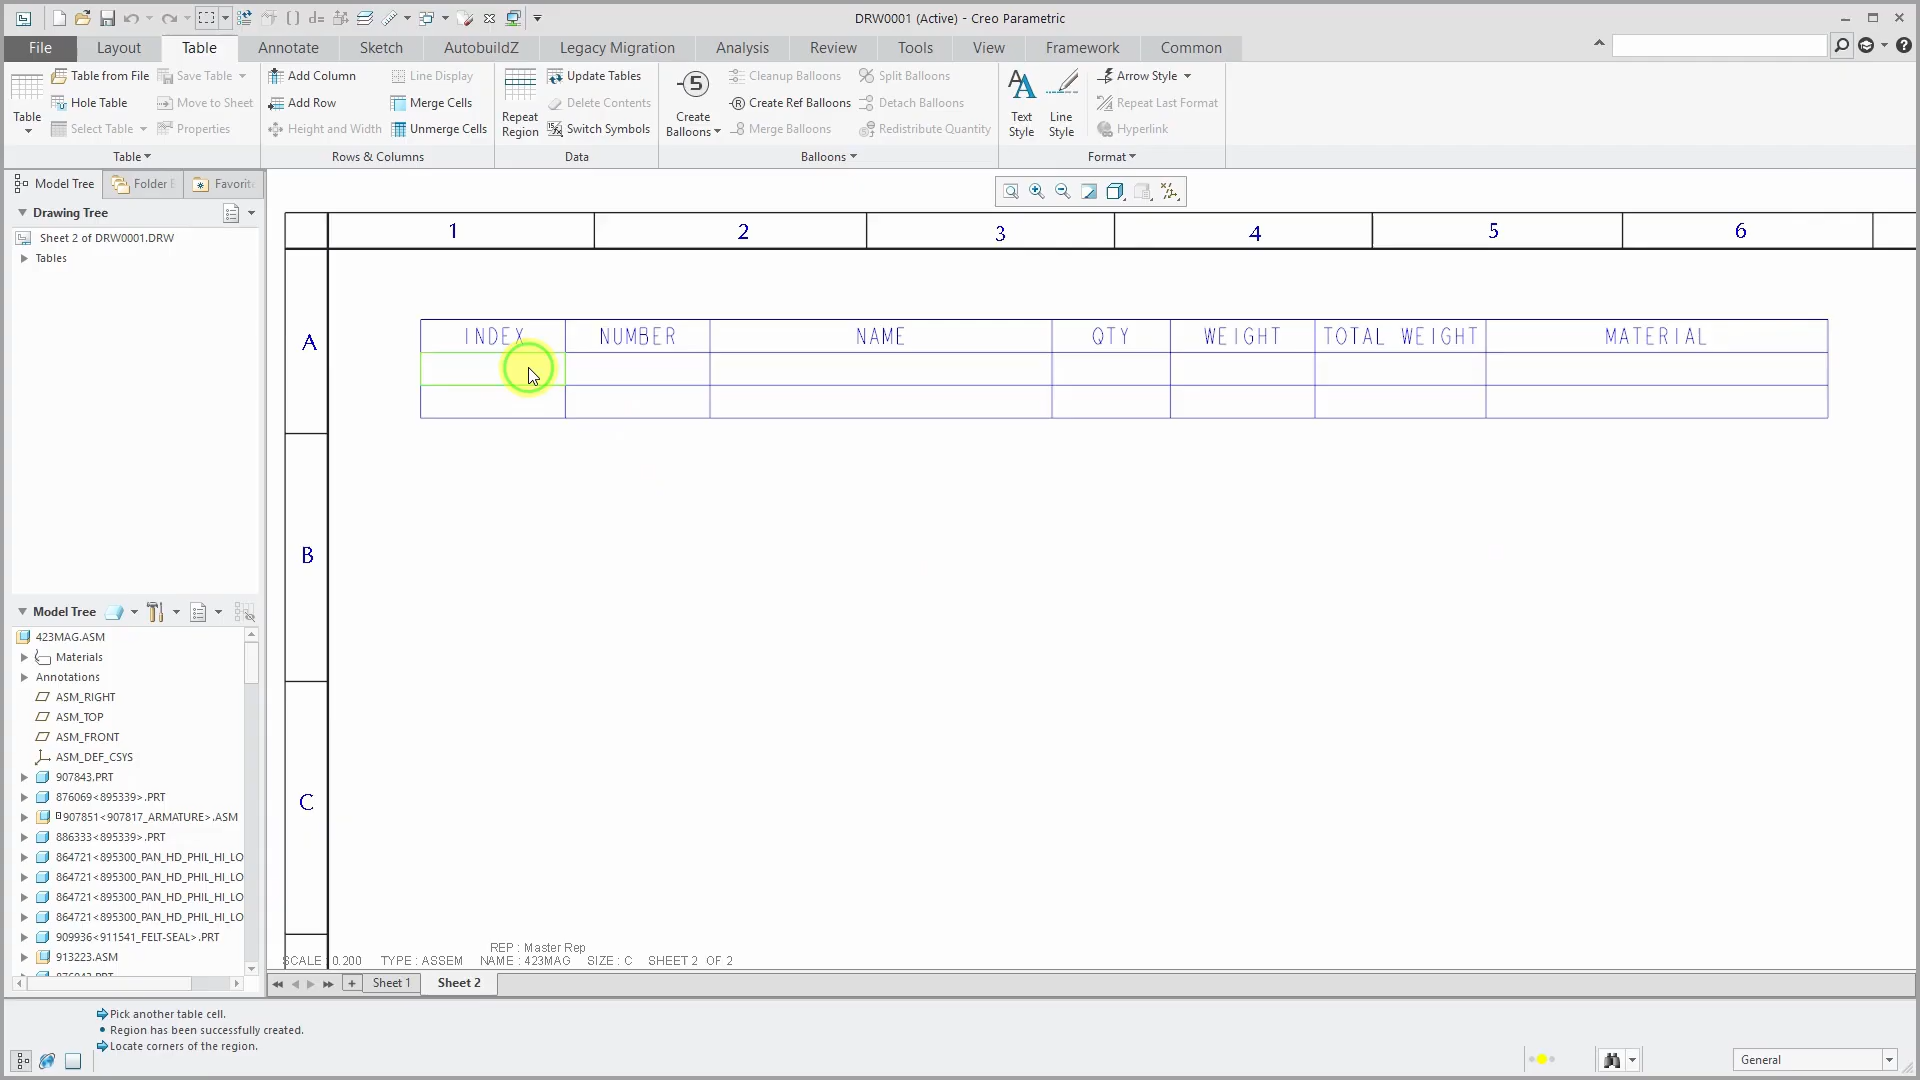 DRW0001 (Active) - Creo Parametric
File Layout Table Annotate Sketch AutobuildZ Legacy Migration Analysis Review Tools View Framework Common
Table from File Save Table Add Column Line Display Update Tables Cleanup Balloons Split Balloons Arrow Style
Hole Table Move to Sheet Add Row Merge Cells Delete Contents Create Ref Balloons Detach Balloons Repeat Last Format
Select Table Properties Height and Width Unmerge Cells Switch Symbols Merge Balloons Redistribute Quantity Hyperlink
Table
Repeat Region
5
Create Balloons
Text Style
Line Style
Table Rows & Columns Data Balloons Format
Model Tree Folder Favorit
Drawing Tree
Sheet 2 of DRW0001.DRW
Tables
1 2 3 4 5 6
A
B
C
INDEX NUMBER NAME QTY WEIGHT TOTAL WEIGHT MATERIAL
Model Tree
423MAG.ASM
Materials
Annotations
ASM_RIGHT
ASM_TOP
ASM_FRONT
ASM_DEF_CSYS
907843.PRT
876069<895339>.PRT
907851<907817_ARMATURE>.ASM
886333<895339>.PRT
864721<895300_PAN_HD_PHIL_HI_LO
864721<895300_PAN_HD_PHIL_HI_LO
864721<895300_PAN_HD_PHIL_HI_LO
864721<895300_PAN_HD_PHIL_HI_LO
909936<911541_FELT-SEAL>.PRT
913223.ASM
REP : Master Rep
SCALE : 0.200 TYPE : ASSEM NAME : 423MAG SIZE : C SHEET 2 OF 2
Sheet 1 Sheet 2
Pick another table cell.
Region has been successfully created.
Locate corners of the region.
General